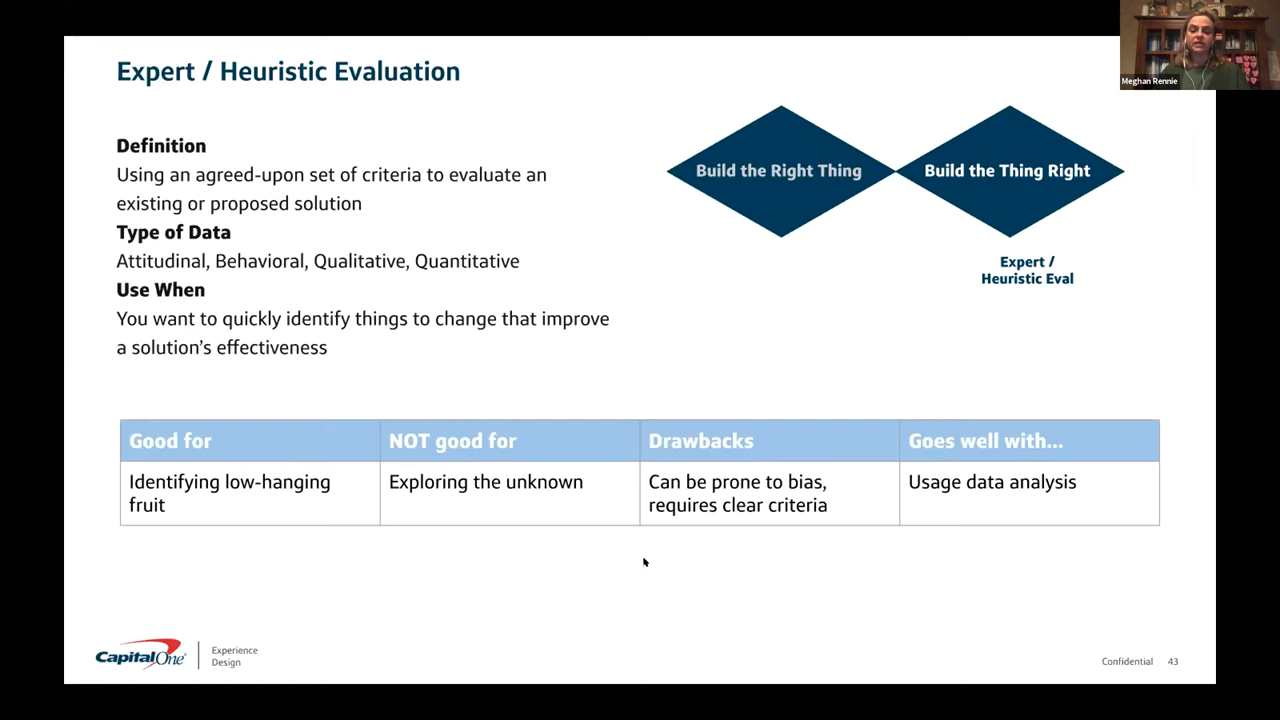 Expert / Heuristic Evaluation
Meghan Rennie
Definition
Using an agreed-upon set of criteria to evaluate an
existing or proposed solution
Type of Data
Attitudinal, Behavioral, Qualitative, Quantitative
Use When
You want to quickly identify things to change that improve
a solution’s effectiveness
Build the Right Thing
Build the Thing Right
Expert /
Heuristic Eval
Good for
NOT good for
Drawbacks
Goes well with...
Identifying low-hanging
fruit
Exploring the unknown
Can be prone to bias,
requires clear criteria
Usage data analysis
Capital One
Experience
Design
Confidential
43